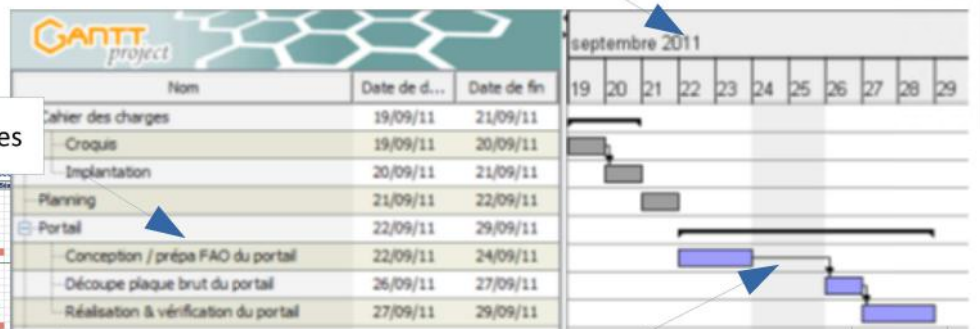 GANTT
project
septembre 2011
Nom Date de d... Date de fin 19 20 21 22 23 24 25 26 27 28 29
es
Cahier des charges 19/09/11 21/09/11
Croquis 19/09/11 20/09/11
Implantation 20/09/11 21/09/11
Planning 21/09/11 22/09/11
Portail 22/09/11 29/09/11
Conception / prépa FAO du portail 22/09/11 24/09/11
Découpe plaque brut du portail 26/09/11 27/09/11
Réalisation & vérification du portail 27/09/11 29/09/11